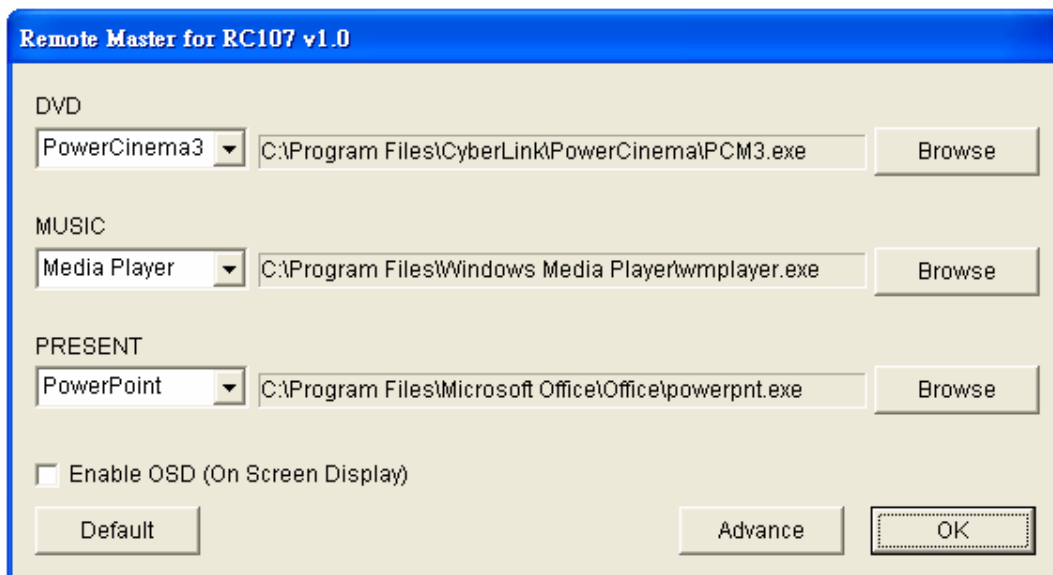 Remote Master for RC107 v1.0
DVD
PowerCinema3 C:\Program Files\CyberLink\PowerCinema\PCM3.exe Browse
MUSIC
Media Player C:\Program Files\Windows Media Player\wmplayer.exe Browse
PRESENT
PowerPoint C:\Program Files\Microsoft Office\Office\powerpnt.exe Browse
Enable OSD (On Screen Display)
Default Advance OK